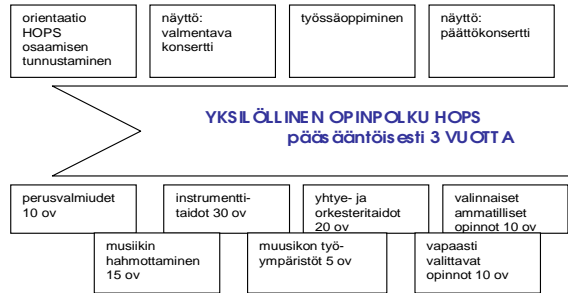 orientaatio
HOPS
osaamisen
tunnustaminen
näyttö:
valmentava
konsertti
työssäoppiminen
näyttö:
päättökonsertti
YKSILÖLLINEN OPINPOLKU HOPS
pääsääntöisesti 3 VUOTTA
perusvalmiudet
10 ov
instrumentti-
taidot 30 ov
yhtye- ja
orkesteritaidot
20 ov
valinnaiset
ammatilliset
opinnot 10 ov
musiikin
hahmottaminen
15 ov
muusikon työ-
ympäristöt 5 ov
vapaasti
valittavat
opinnot 10 ov